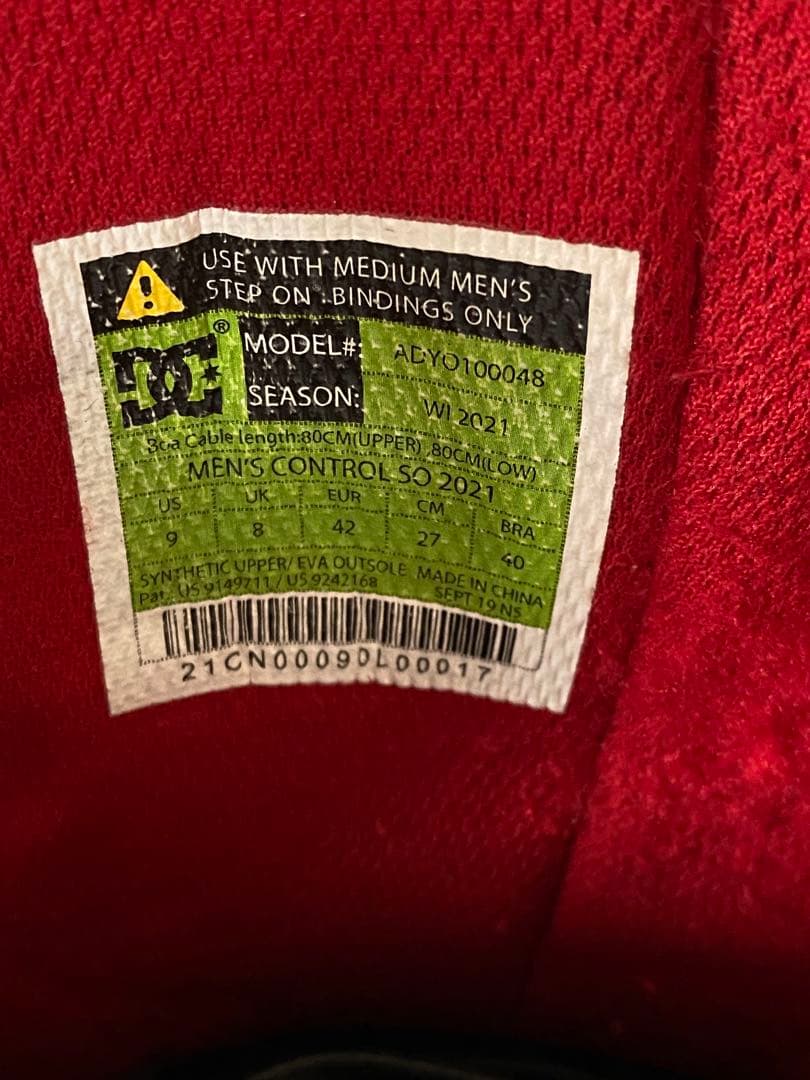 USE WITH MEDIUM MEN'S
STEP ON .BINDINGS ONLY
DC®
MODEL#: ADYO100048
SEASON: WI 2021
Boa Cable length:80CM(UPPER) ,80CM(LOW)
MEN'S CONTROL SO 2021
US UK EUR CM BRA
9 8 42 27 40
SYNTHETIC UPPER/ EVA OUTSOLE MADE IN CHINA
Pat. US 9149711 / US 9242168 SEPT 19 NS
21CN0009DL00017